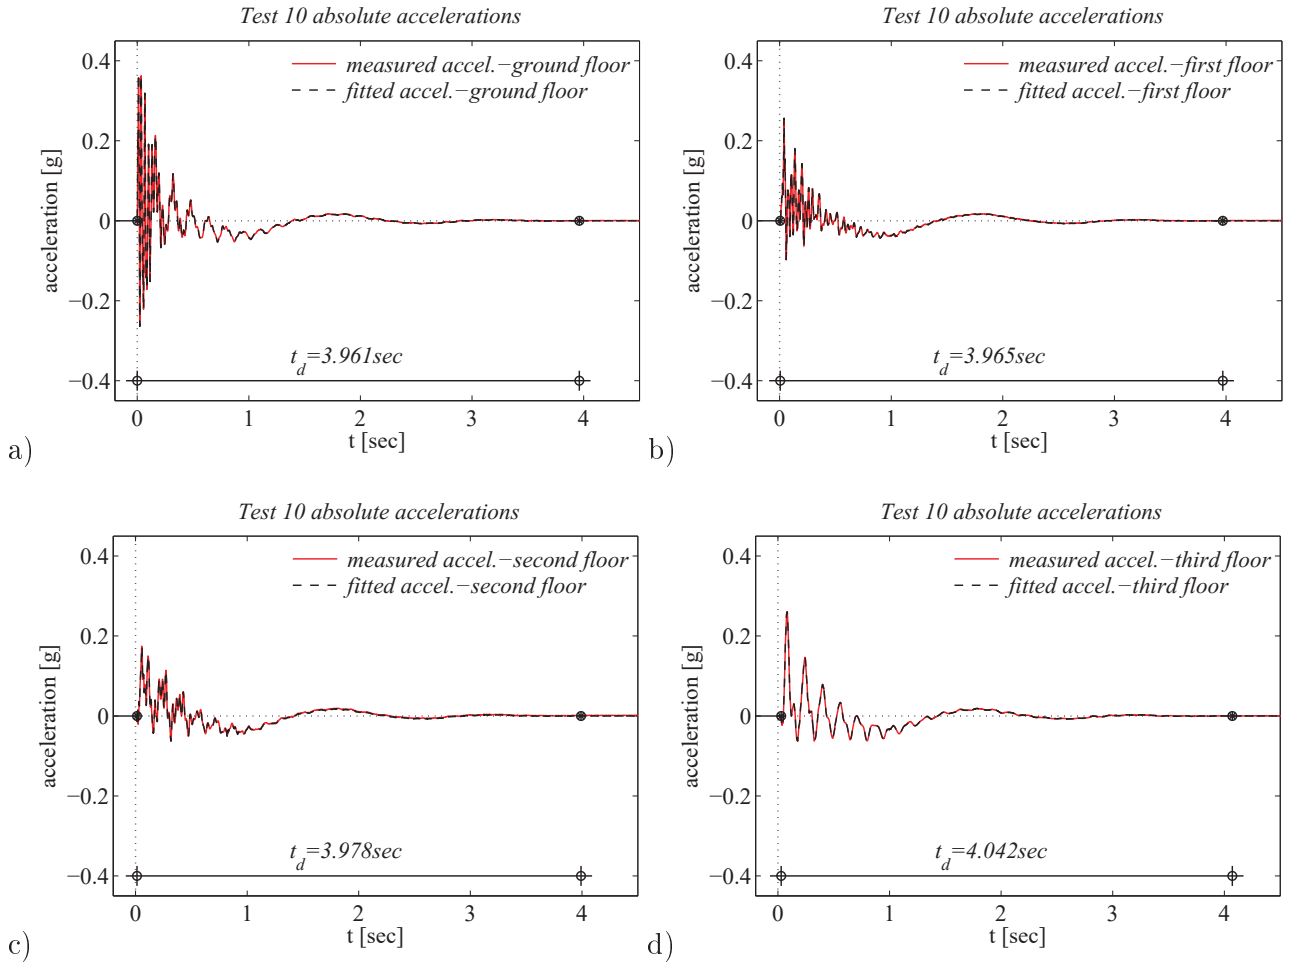 Test 10 absolute accelerations
measured accel.−ground floor
fitted accel.−ground floor
0.4
0.2
0
−0.2
−0.4
acceleration [g]
t_d=3.961sec
0 1 2 3 4
t [sec]
a)
Test 10 absolute accelerations
measured accel.−first floor
fitted accel.−first floor
0.4
0.2
0
−0.2
−0.4
acceleration [g]
t_d=3.965sec
0 1 2 3 4
t [sec]
b)
Test 10 absolute accelerations
measured accel.−second floor
fitted accel.−second floor
0.4
0.2
0
−0.2
−0.4
acceleration [g]
t_d=3.978sec
0 1 2 3 4
t [sec]
c)
Test 10 absolute accelerations
measured accel.−third floor
fitted accel.−third floor
0.4
0.2
0
−0.2
−0.4
acceleration [g]
t_d=4.042sec
0 1 2 3 4
t [sec]
d)